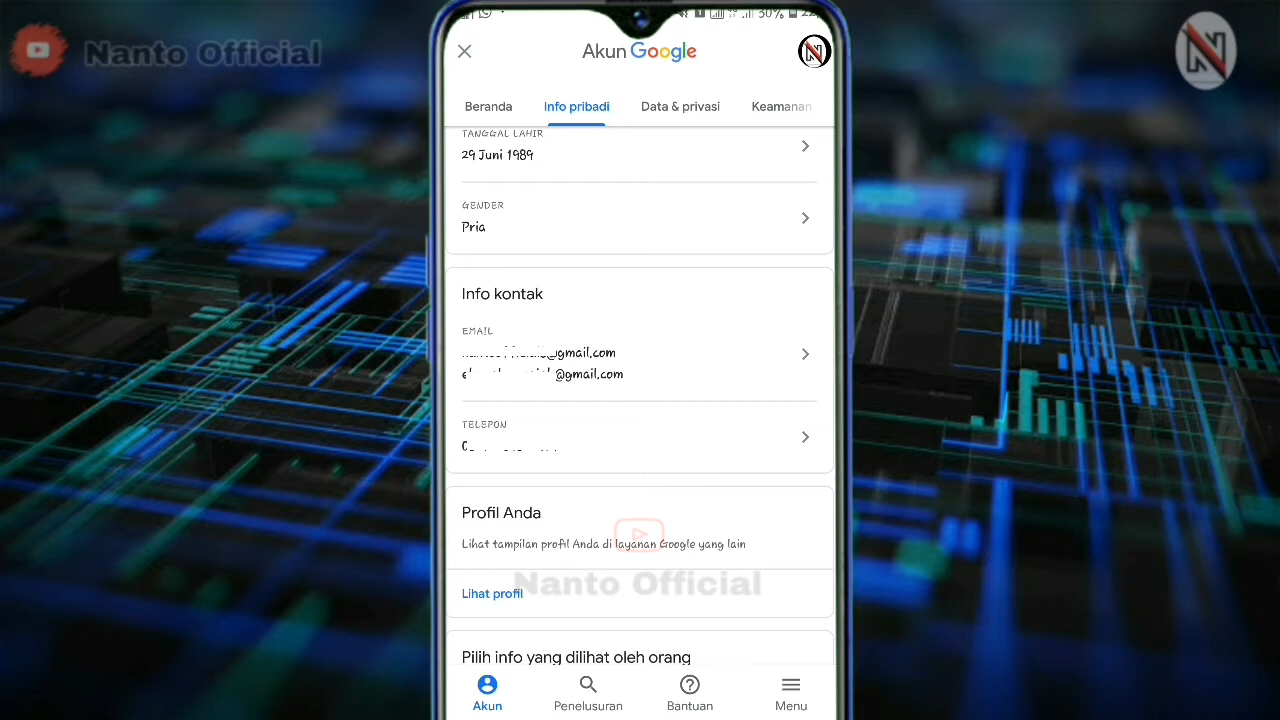 Nanto Official
30%
Akun Google
Beranda
Info pribadi
Data & privasi
Keamanan
TANGGAL LAHIR
29 Juni 1989
GENDER
Pria
Info kontak
EMAIL
@gmail.com
@gmail.com
TELEPON
Profil Anda
Lihat tampilan profil Anda di layanan Google yang lain
Nanto Official
Lihat profil
Pilih info yang dilihat oleh orang
Akun
Penelusuran
Bantuan
Menu